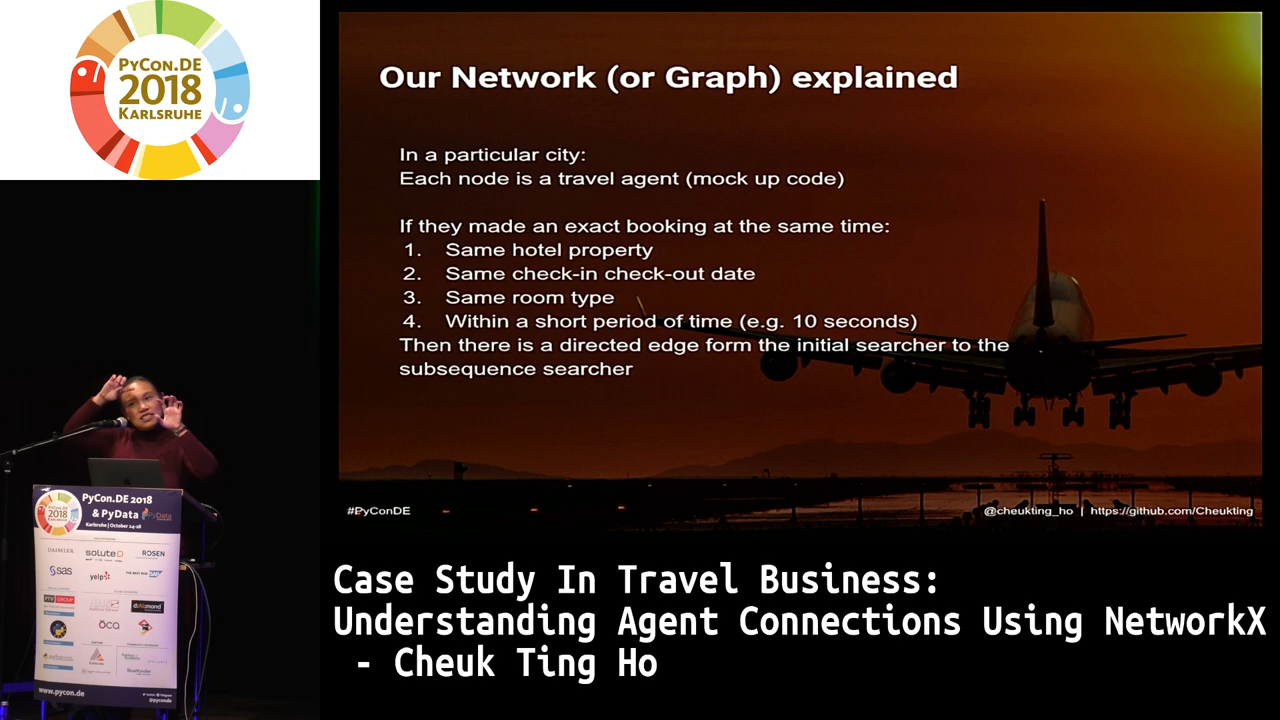 PyCon.DE
2018
Karlsruhe
Our Network (or Graph) explained
In a particular city:
Each node is a travel agent (mock up code)
If they made an exact booking at the same time:
1. Same hotel property
2. Same check-in check-out date
3. Same room type
4. Within a short period of time (e.g. 10 seconds)
Then there is a directed edge form the initial searcher to the
subsequence searcher
#PyConDE
@cheukting_ho | https://github.com/Cheukting
PyCon.DE 2018
& PyData
Karlsruhe | October 24-28
2018
DAIMLER
solute
ROSEN
sas
yelp
SAP
PTV GROUP
ÖCA
www.pycon.de
@pyconde
Case Study In Travel Business:
Understanding Agent Connections Using NetworkX
- Cheuk Ting Ho